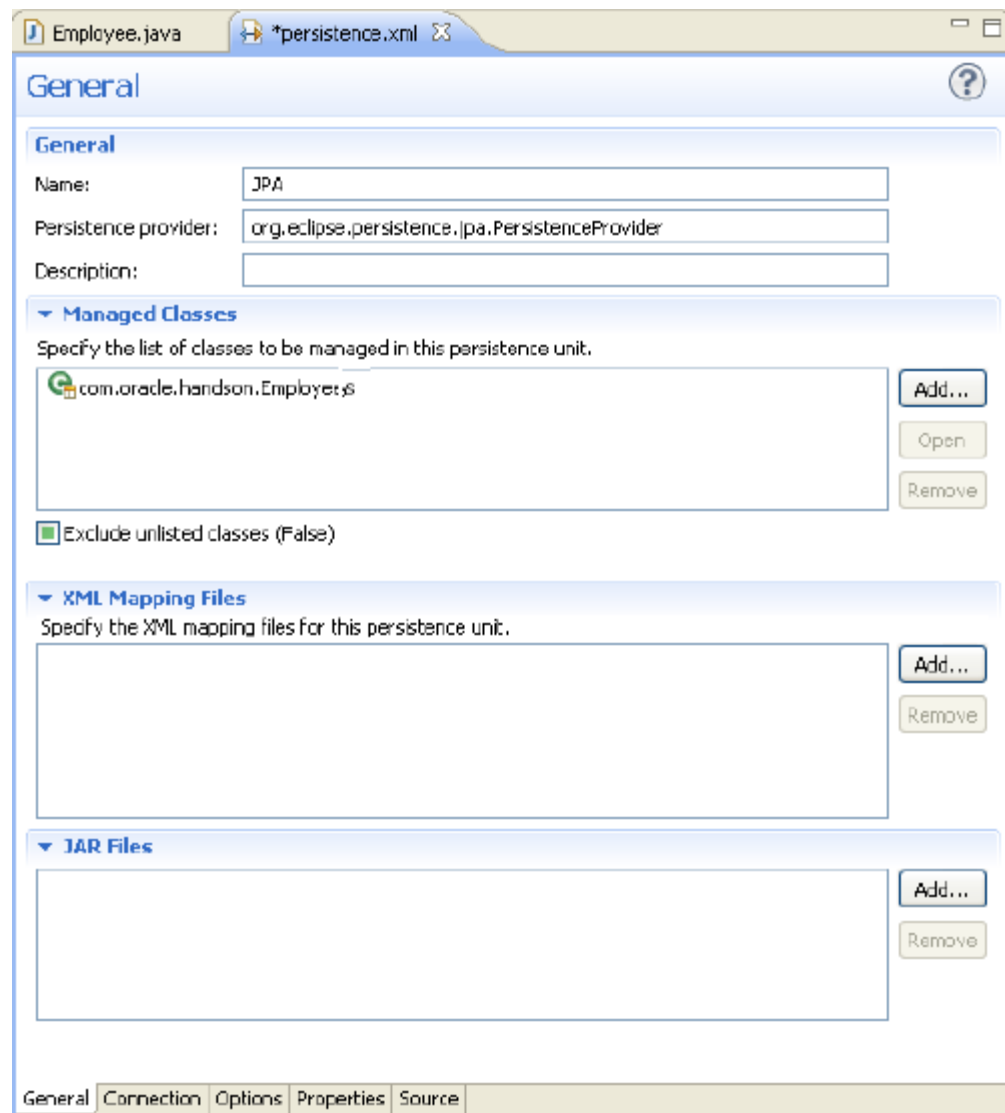 Employee.java *persistence.xml
General
General
Name: JPA
Persistence provider: org.eclipse.persistence.jpa.PersistenceProvider
Description:
Managed Classes
Specify the list of classes to be managed in this persistence unit.
com.oracle.handson.Employees
Add...
Open
Remove
Exclude unlisted classes (False)
XML Mapping Files
Specify the XML mapping files for this persistence unit.
Add...
Remove
JAR Files
Add...
Remove
General Connection Options Properties Source